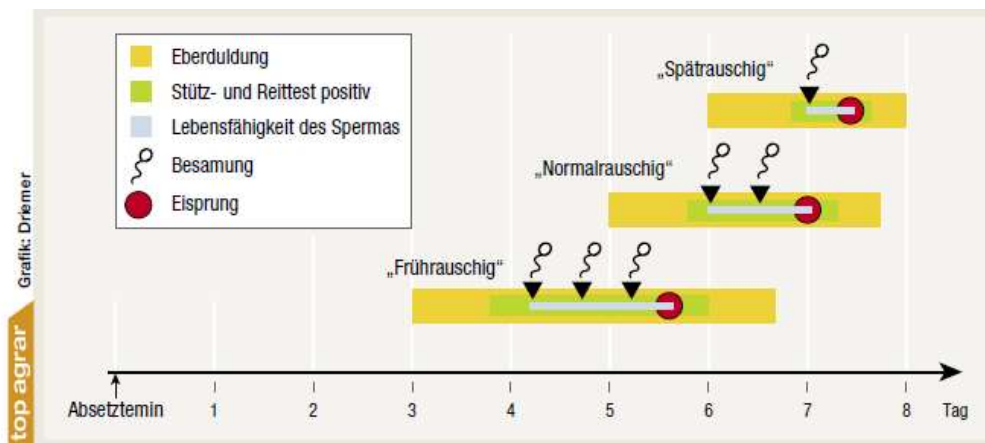 Eberduldung
Stütz- und Reittest positiv
Lebensfähigkeit des Spermas
Besamung
Eisprung
„Spätrauschig“
„Normalrauschig“
„Frührauschig“
Absetztemin 1 2 3 4 5 6 7 8 Tag
Grafik: Driemer
top agrar